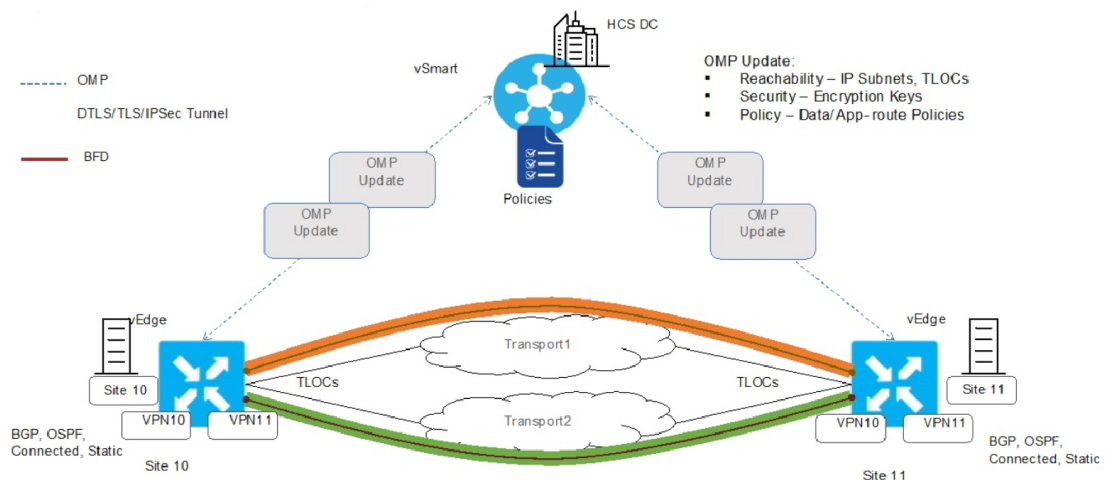 HCS DC
vSmart
OMP
DTLS/TLS/IPSec Tunnel
BFD
OMP Update:
▪ Reachability – IP Subnets, TLOCs
▪ Security – Encryption Keys
▪ Policy – Data/App-route Policies
OMP
Update
OMP
Update
OMP
Update
OMP
Update
Policies
vEdge
vEdge
Transport1
TLOCs
TLOCs
Transport2
Site 10
Site 11
VPN10
VPN11
VPN10
VPN11
BGP, OSPF,
Connected, Static
BGP, OSPF,
Connected, Static
Site 10
Site 11